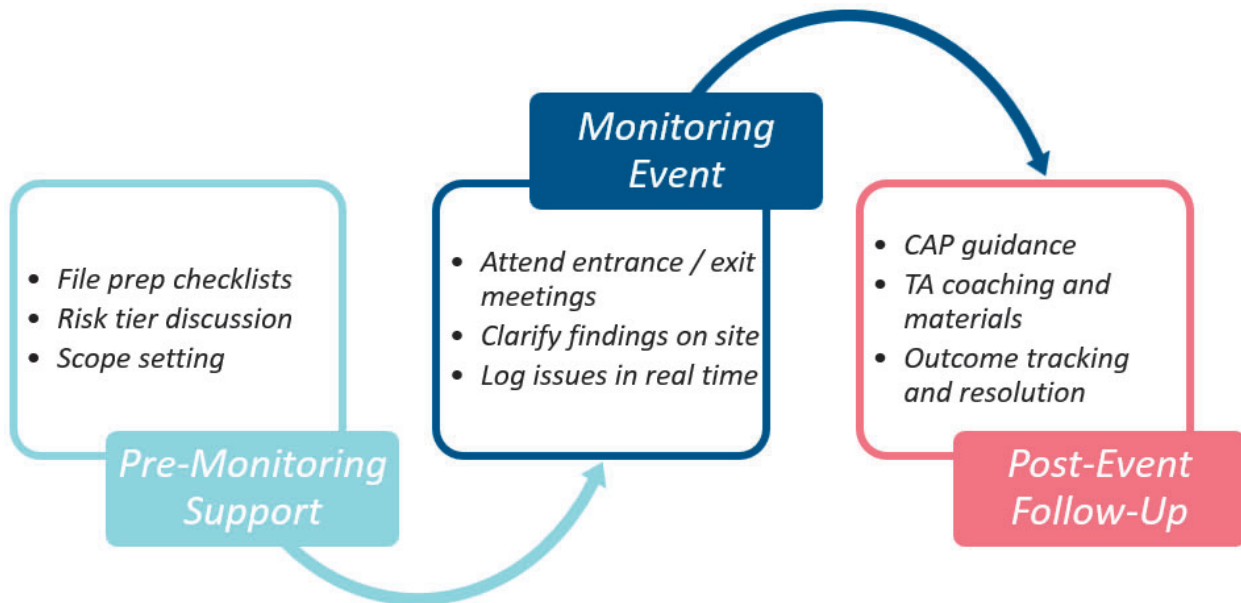 • File prep checklists
• Risk tier discussion
• Scope setting
Pre-Monitoring
Support
Monitoring
Event
• Attend entrance / exit
meetings
• Clarify findings on site
• Log issues in real time
• CAP guidance
• TA coaching and
materials
• Outcome tracking
and resolution
Post-Event
Follow-Up